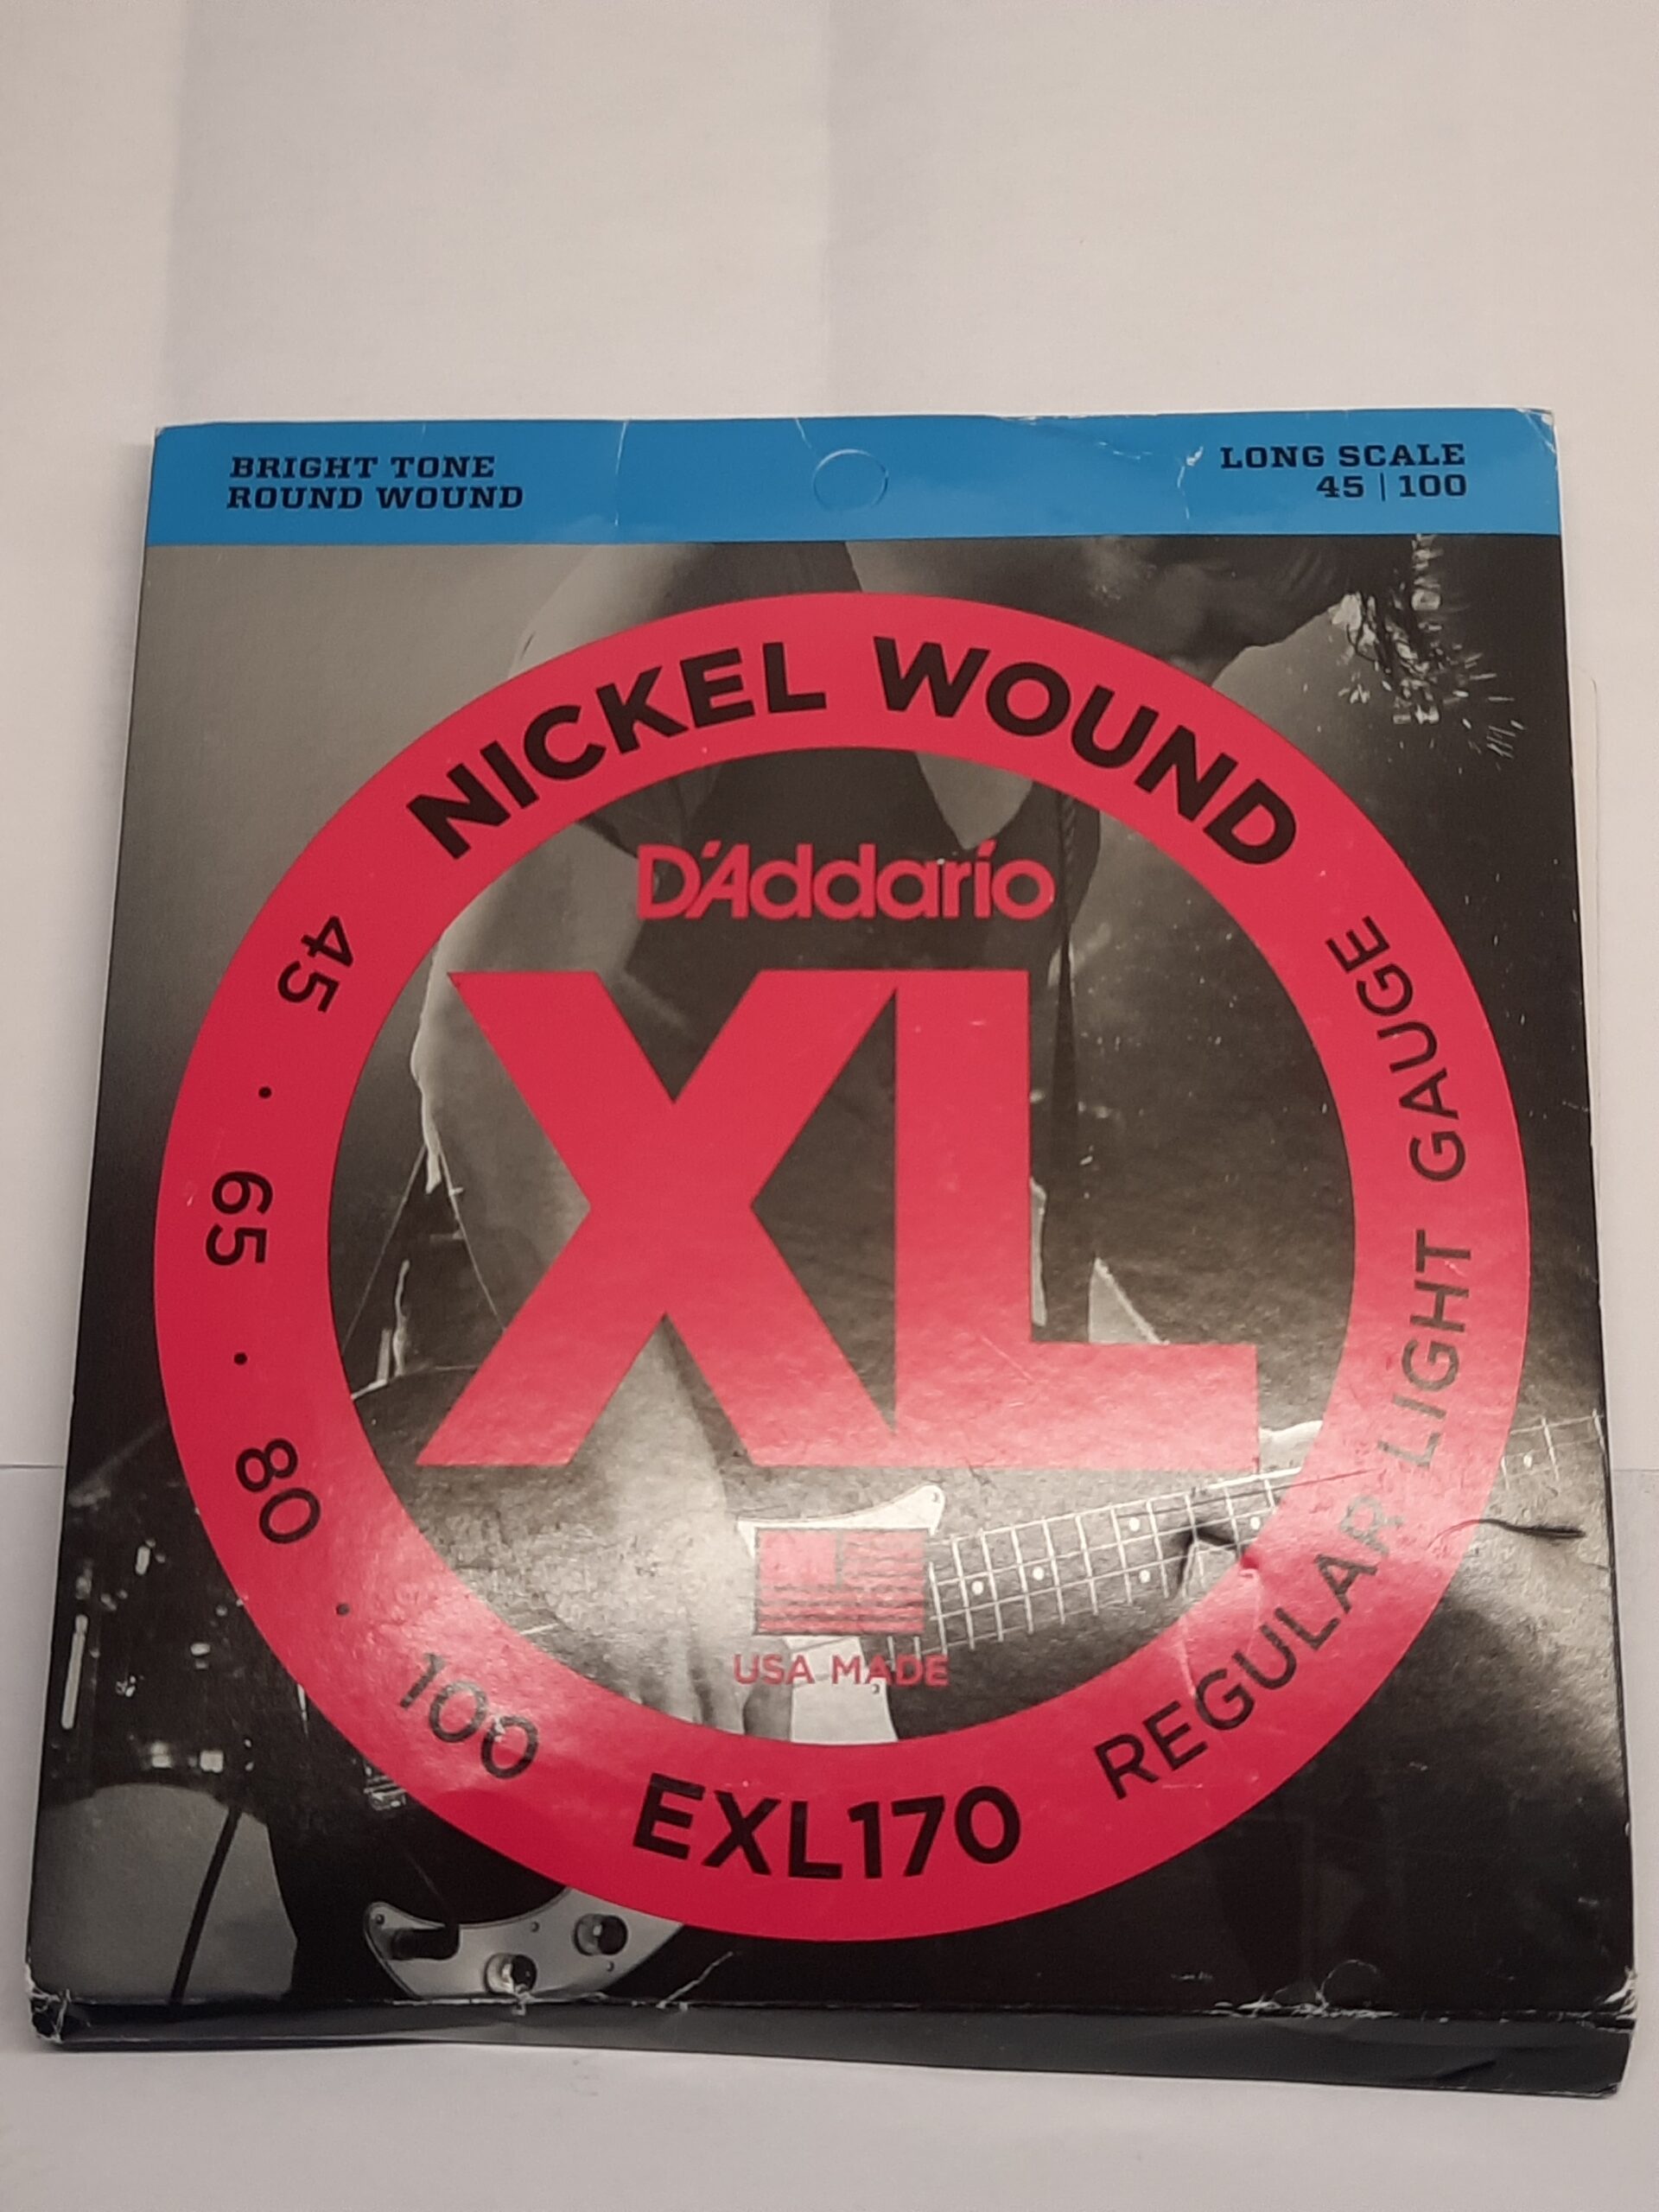 BRIGHT TONE
ROUND WOUND
LONG SCALE
45 | 100
NICKEL WOUND
D'Addario
XL
USA MADE
45 · 65 · 80 · 100
EXL170
REGULAR LIGHT GAUGE